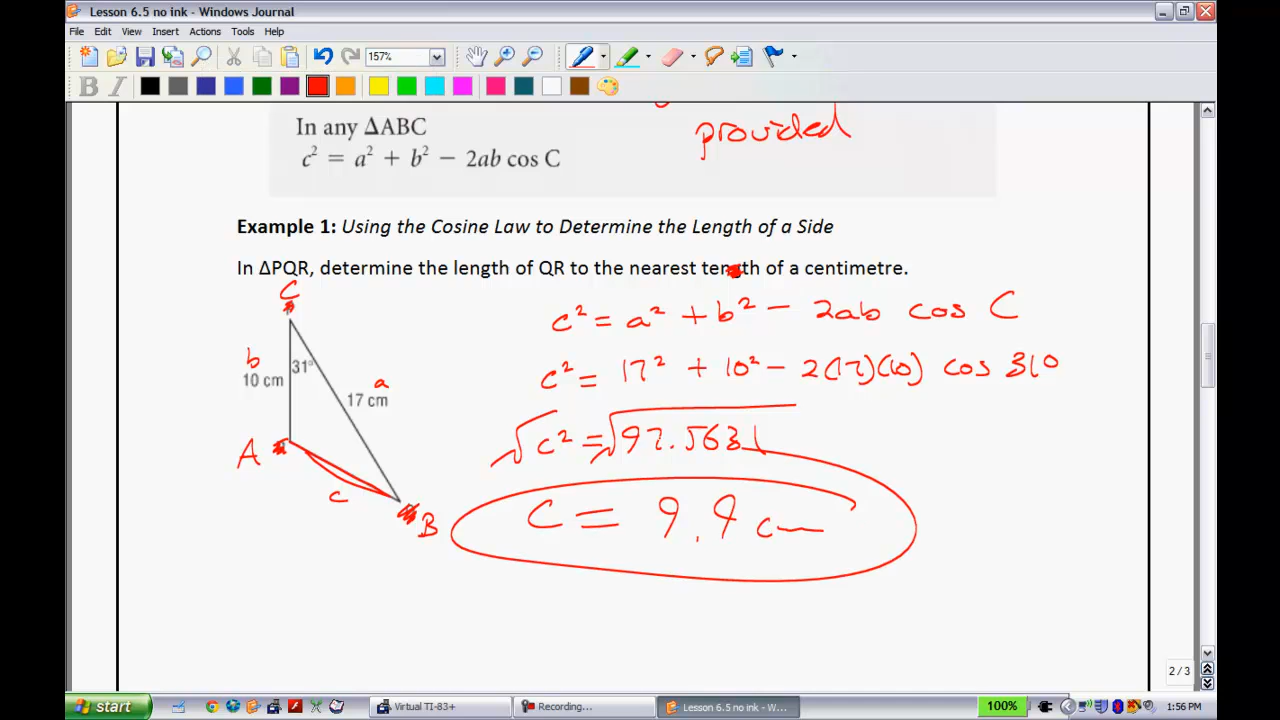 Lesson 6.5 no ink - Windows Journal
File Edit View Insert Actions Tools Help
157%
B I
provided
In any ΔABC
c² = a² + b² − 2ab cos C
Example 1: Using the Cosine Law to Determine the Length of a Side
In ΔPQR, determine the length of QR to the nearest tength of a centimetre.
C
b
10 cm
31°
a
17 cm
A
c
B
c² = a² + b² − 2ab cos C
c² = 17² + 10² − 2(17)(10) cos 31°
√c² = √97.5631
c = 9.9 cm
2 / 3
start
Virtual TI-83+
Recording...
Lesson 6.5 no ink - W...
100%
1:56 PM